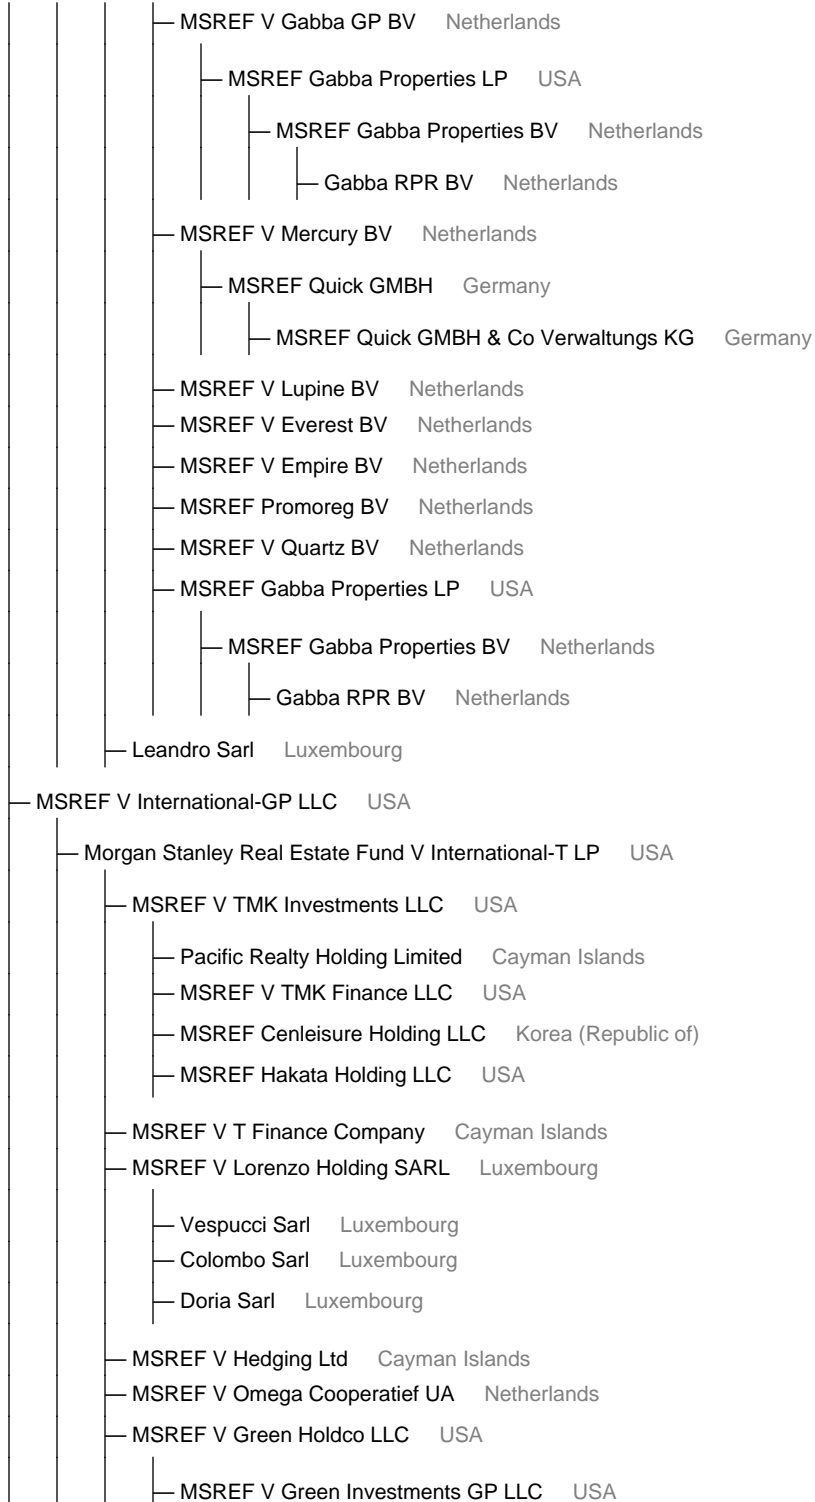 MSREF V Gabba GP BV Netherlands
MSREF Gabba Properties LP USA
MSREF Gabba Properties BV Netherlands
Gabba RPR BV Netherlands
MSREF V Mercury BV Netherlands
MSREF Quick GMBH Germany
MSREF Quick GMBH & Co Verwaltungs KG Germany
MSREF V Lupine BV Netherlands
MSREF V Everest BV Netherlands
MSREF V Empire BV Netherlands
MSREF Promoreg BV Netherlands
MSREF V Quartz BV Netherlands
MSREF Gabba Properties LP USA
MSREF Gabba Properties BV Netherlands
Gabba RPR BV Netherlands
Leandro Sarl Luxembourg
MSREF V International-GP LLC USA
Morgan Stanley Real Estate Fund V International-T LP USA
MSREF V TMK Investments LLC USA
Pacific Realty Holding Limited Cayman Islands
MSREF V TMK Finance LLC USA
MSREF Cenleisure Holding LLC Korea (Republic of)
MSREF Hakata Holding LLC USA
MSREF V T Finance Company Cayman Islands
MSREF V Lorenzo Holding SARL Luxembourg
Vespucci Sarl Luxembourg
Colombo Sarl Luxembourg
Doria Sarl Luxembourg
MSREF V Hedging Ltd Cayman Islands
MSREF V Omega Cooperatief UA Netherlands
MSREF V Green Holdco LLC USA
MSREF V Green Investments GP LLC USA